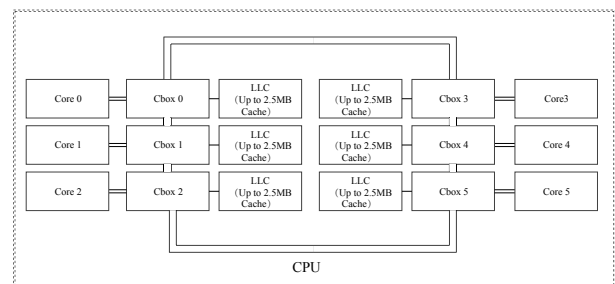 Core 0
Cbox 0
LLC
(Up to 2.5MB
Cache)
LLC
(Up to 2.5MB
Cache)
Cbox 3
Core3
Core 1
Cbox 1
LLC
(Up to 2.5MB
Cache)
LLC
(Up to 2.5MB
Cache)
Cbox 4
Core 4
Core 2
Cbox 2
LLC
(Up to 2.5MB
Cache)
LLC
(Up to 2.5MB
Cache)
Cbox 5
Core 5
CPU